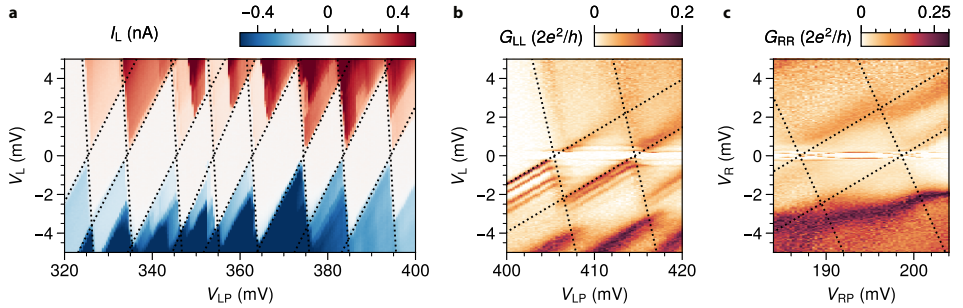 a
I_L (nA)
−0.4 0 0.4
V_L (mV)
4
2
0
−2
−4
320 340 360 380 400
V_LP (mV)
b
G_LL (2e²/h)
0 0.2
V_L (mV)
4
2
0
−2
−4
400 410 420
V_LP (mV)
c
G_RR (2e²/h)
0 0.25
V_R (mV)
4
2
0
−2
−4
190 200
V_RP (mV)